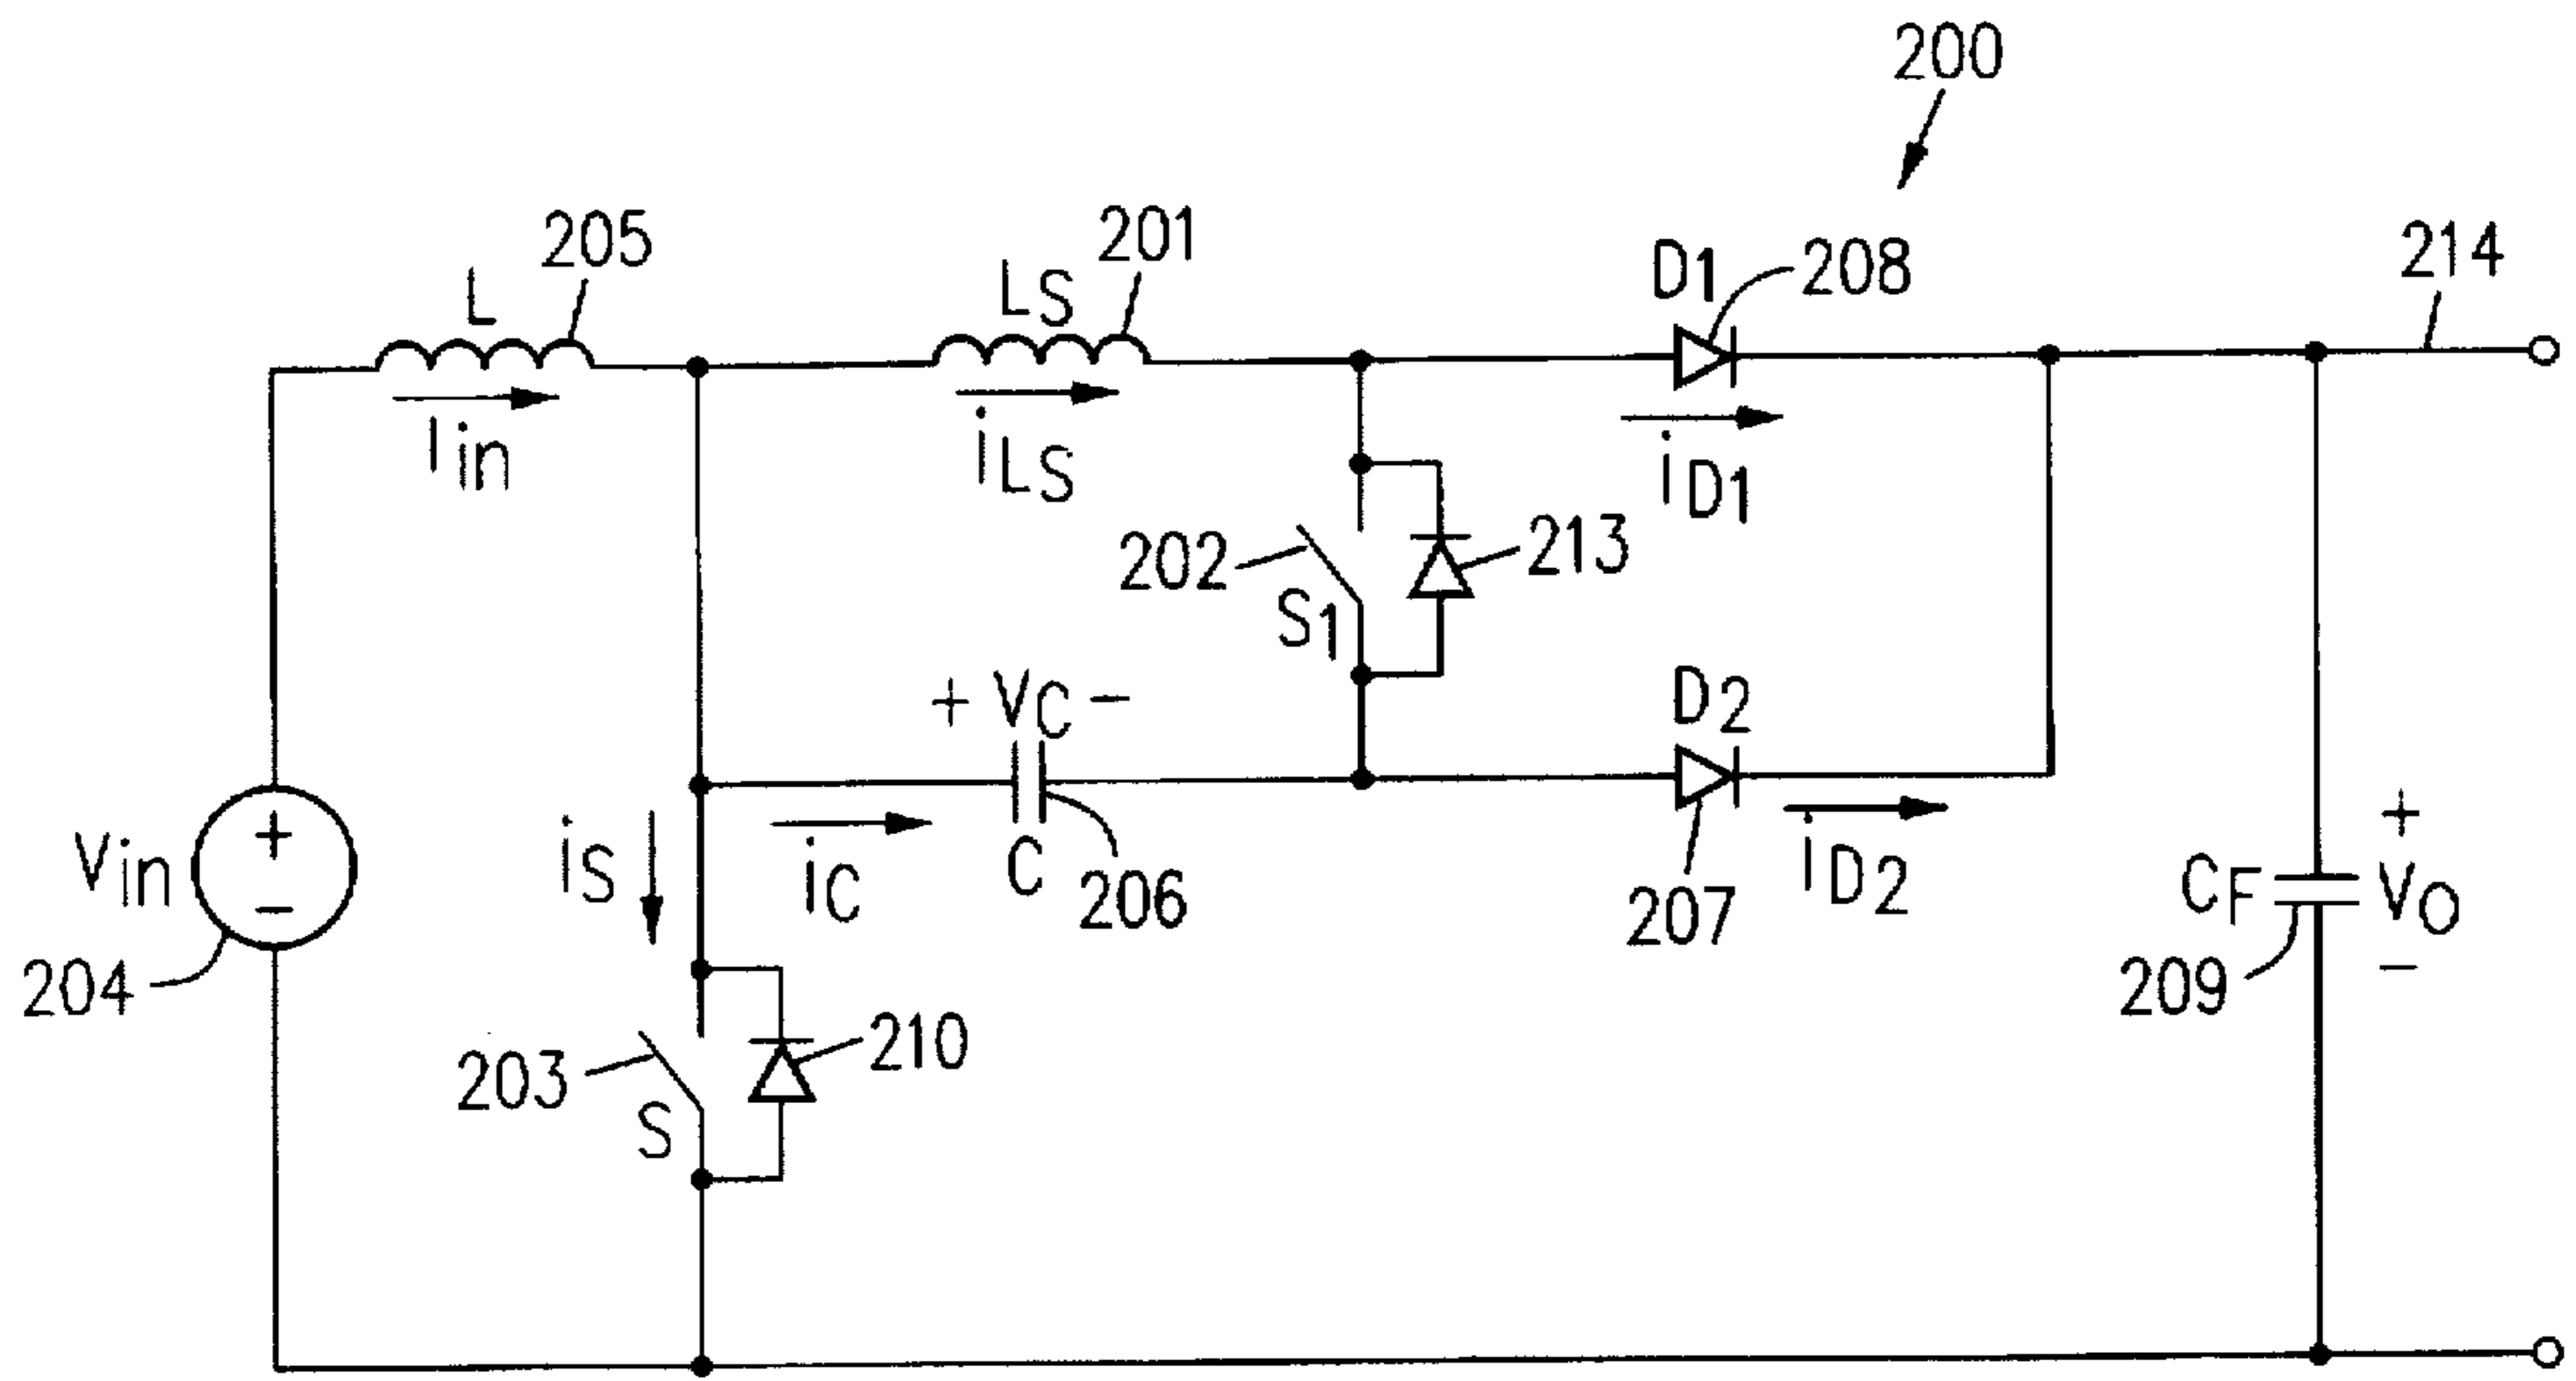 200
L 205
LS 201
D1 208
214
Iin
iLS
iD1
202
S1
213
+ VC -
D2
Vin
+
-
204
iS
iC
C
206
207
iD2
CF
209
+
VO
-
203
S
210